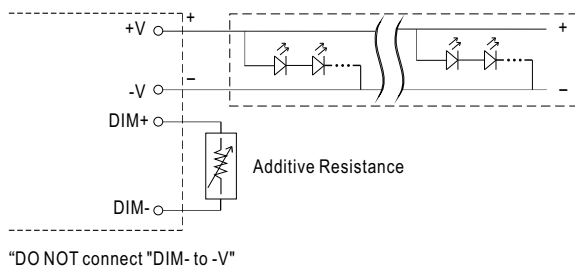 +V
+
+
-V
−
−
DIM+
Additive Resistance
DIM-
“DO NOT connect "DIM- to -V"